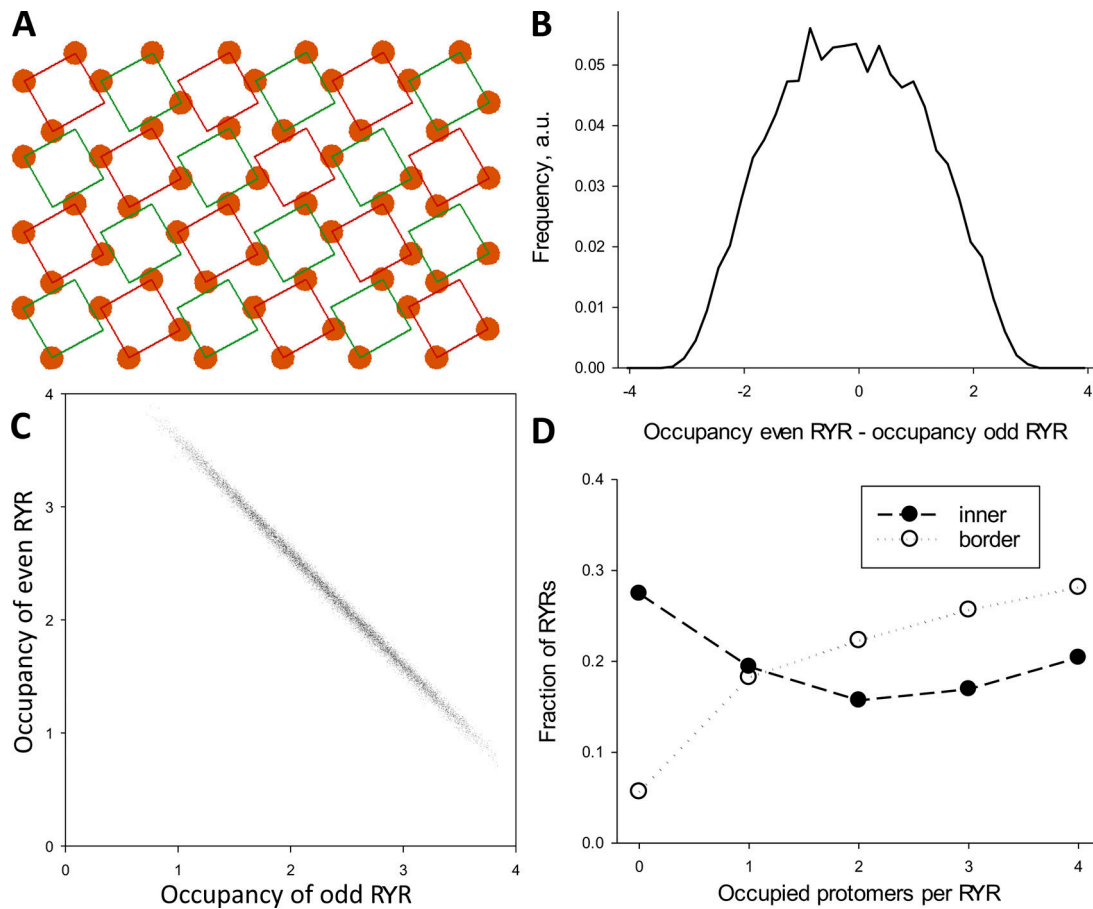 A
B
Frequency, a.u.
0.05
0.04
0.03
0.02
0.01
0.00
-4
-2
0
2
4
Occupancy even RYR - occupancy odd RYR
C
Occupancy of even RYR
4
3
2
1
0
0
1
2
3
4
Occupancy of odd RYR
D
Fraction of RYRs
0.4
0.3
0.2
0.1
0.0
inner
border
0
1
2
3
4
Occupied protomers per RYR